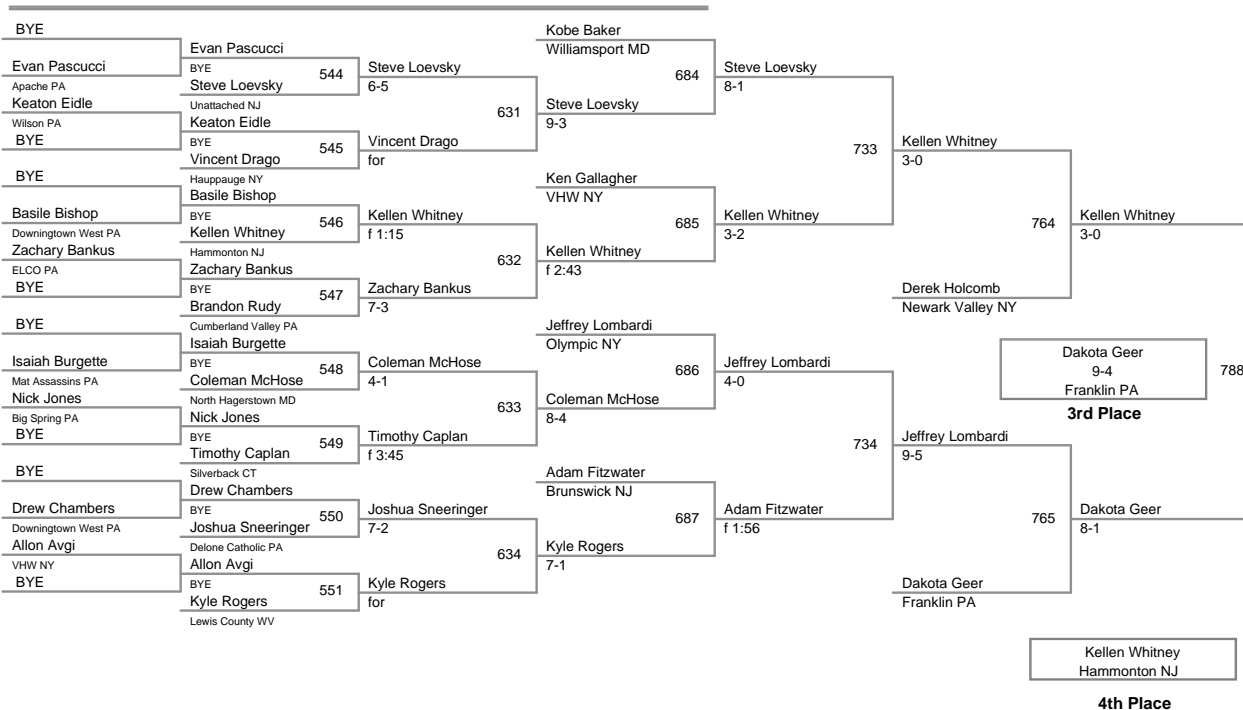 BYE
Evan Pascucci
Apache PA
Keaton Eidle
Wilson PA
BYE
BYE
Basile Bishop
Downingtown West PA
Zachary Bankus
ELCO PA
BYE
BYE
Isaiah Burgette
Mat Assassins PA
Nick Jones
Big Spring PA
BYE
BYE
Drew Chambers
Downingtown West PA
Allon Avgi
VHW NY
BYE
Evan Pascucci
BYE
544
Steve Loevsky
Unattached NJ
Keaton Eidle
BYE
545
Vincent Drago
Hauppauge NY
Basile Bishop
BYE
546
Kellen Whitney
Hammonton NJ
Zachary Bankus
BYE
547
Brandon Rudy
Cumberland Valley PA
Isaiah Burgette
BYE
548
Coleman McHose
North Hagerstown MD
Nick Jones
BYE
549
Timothy Caplan
Silverback CT
Drew Chambers
BYE
550
Joshua Sneeringer
Delone Catholic PA
Allon Avgi
BYE
551
Kyle Rogers
Lewis County WV
Steve Loevsky
6-5
631
Vincent Drago
for
Kellen Whitney
f 1:15
632
Zachary Bankus
7-3
Coleman McHose
4-1
633
Timothy Caplan
f 3:45
Joshua Sneeringer
7-2
634
Kyle Rogers
for
Kobe Baker
Williamsport MD
684
Steve Loevsky
9-3
Ken Gallagher
VHW NY
685
Kellen Whitney
f 2:43
Jeffrey Lombardi
Olympic NY
686
Coleman McHose
8-4
Adam Fitzwater
Brunswick NJ
687
Kyle Rogers
7-1
Steve Loevsky
8-1
733
Kellen Whitney
3-2
Jeffrey Lombardi
4-0
734
Adam Fitzwater
f 1:56
Kellen Whitney
3-0
764
Derek Holcomb
Newark Valley NY
Jeffrey Lombardi
9-5
765
Dakota Geer
Franklin PA
Kellen Whitney
3-0
Dakota Geer
9-4
Franklin PA
788
3rd Place
Dakota Geer
8-1
Kellen Whitney
Hammonton NJ
4th Place